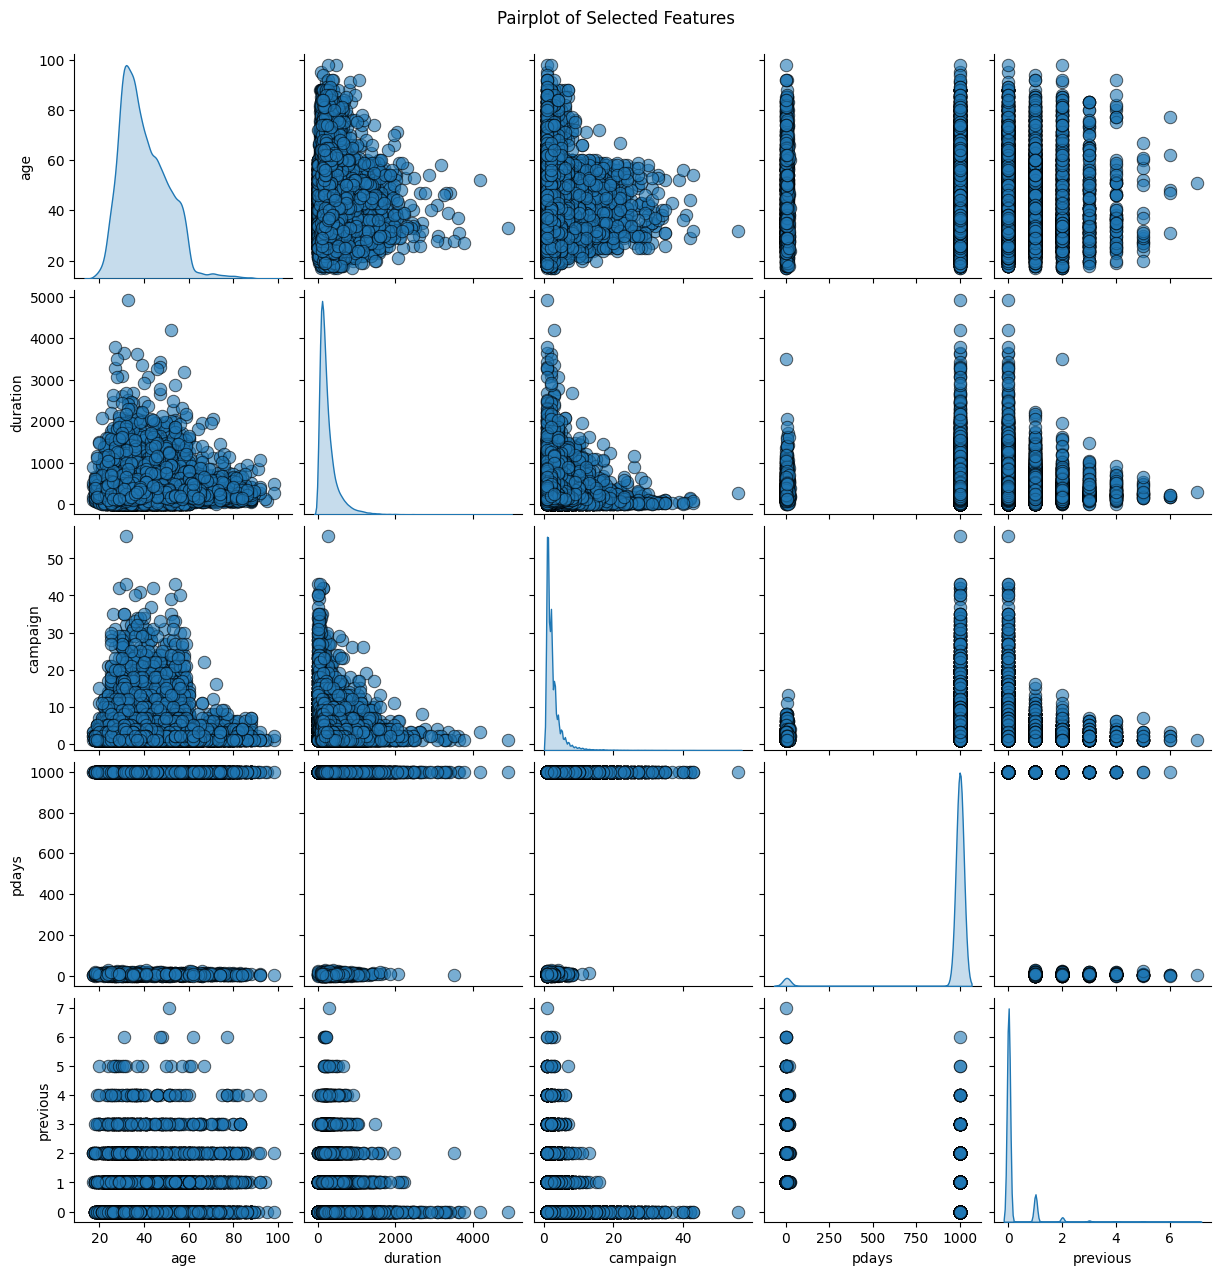 Pairplot of Selected Features
100
80
60
40
20
age
5000
4000
3000
2000
1000
0
duration
50
40
30
20
10
0
campaign
1000
800
600
400
200
0
pdays
7
6
5
4
3
2
1
0
previous
20 40 60 80 100
0 2000 4000
0 20 40
0 250 500 750 1000
0 2 4 6
age duration campaign pdays previous